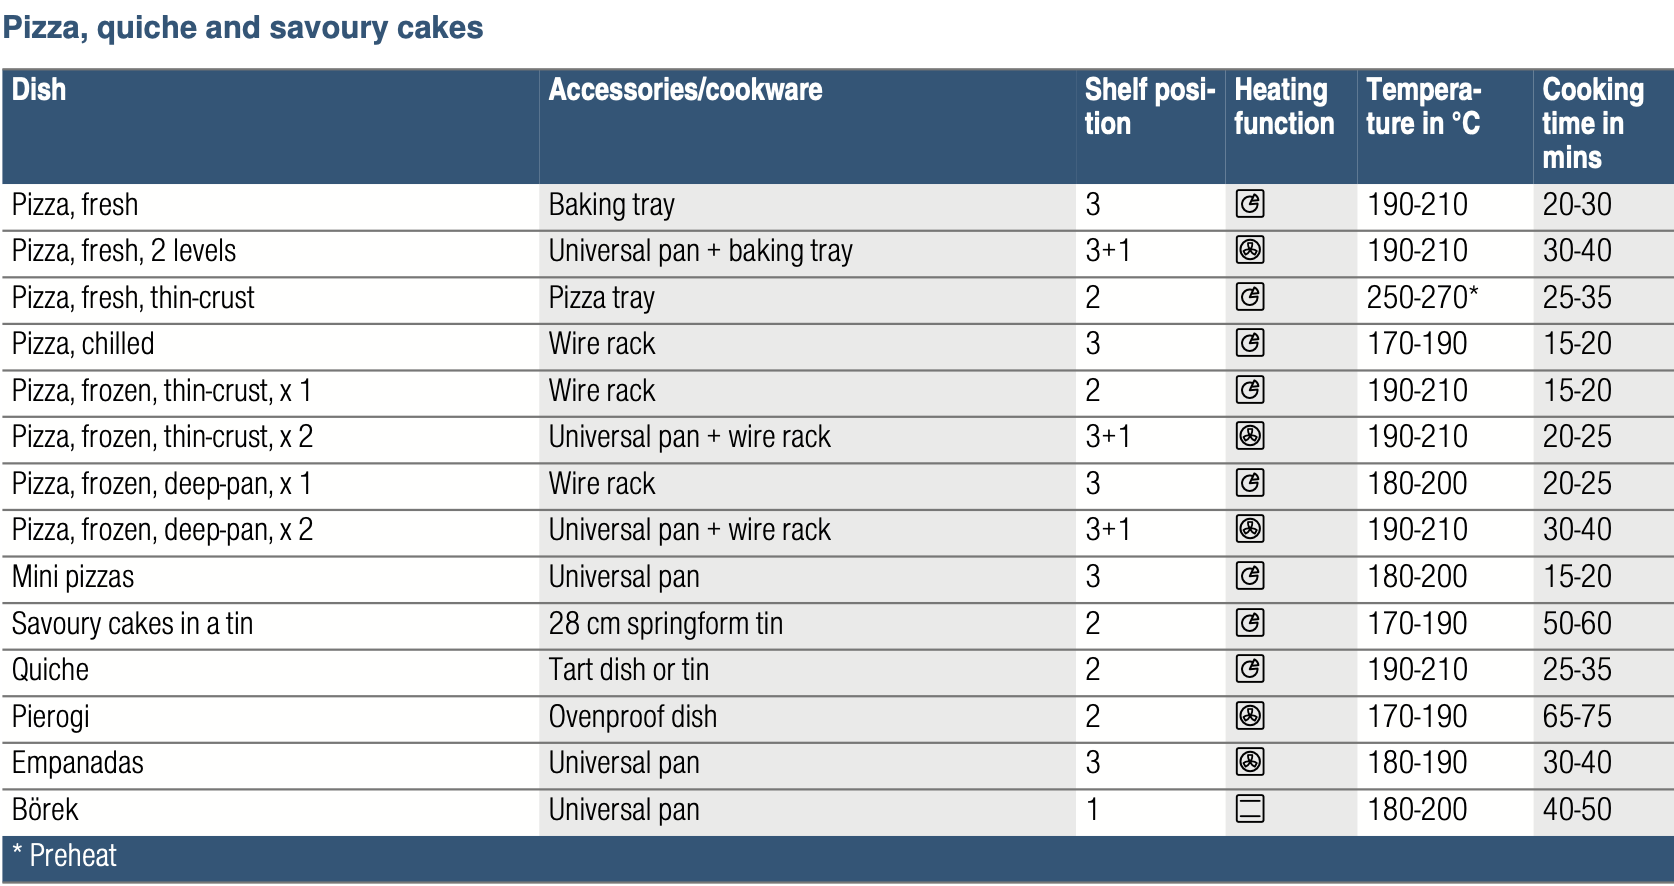 Pizza, quiche and savoury cakes
Dish Accessories/cookware Shelf posi- Heating Tempera- Cooking
tion function ture in °C time in
mins
Pizza, fresh Baking tray 3 190-210 20-30
Pizza, fresh, 2 levels Universal pan + baking tray 3+1 190-210 30-40
Pizza, fresh, thin-crust Pizza tray 2 250-270* 25-35
Pizza, chilled Wire rack 3 170-190 15-20
Pizza, frozen, thin-crust, x 1 Wire rack 2 190-210 15-20
Pizza, frozen, thin-crust, x 2 Universal pan + wire rack 3+1 190-210 20-25
Pizza, frozen, deep-pan, x 1 Wire rack 3 180-200 20-25
Pizza, frozen, deep-pan, x 2 Universal pan + wire rack 3+1 190-210 30-40
Mini pizzas Universal pan 3 180-200 15-20
Savoury cakes in a tin 28 cm springform tin 2 170-190 50-60
Quiche Tart dish or tin 2 190-210 25-35
Pierogi Ovenproof dish 2 170-190 65-75
Empanadas Universal pan 3 180-190 30-40
Börek Universal pan 1 180-200 40-50
* Preheat